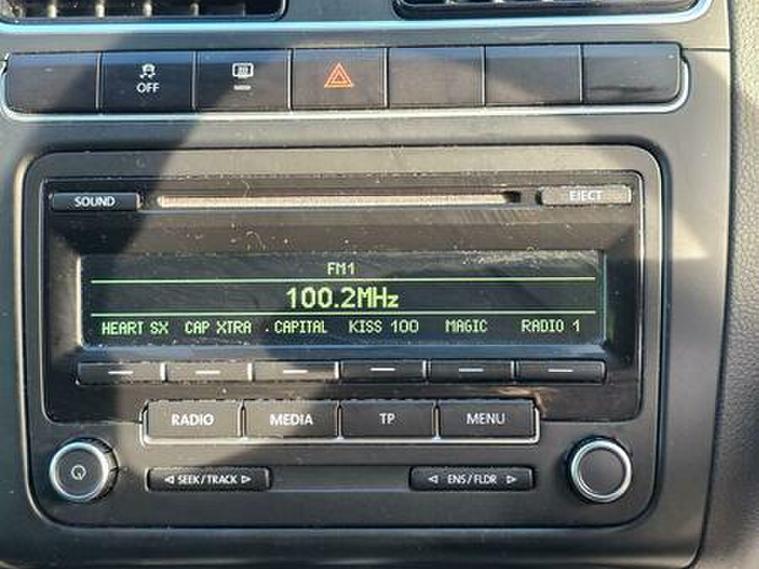 OFF
SOUND
EJECT
FM1
100.2MHz
HEART SX CAP XTRA . CAPITAL KISS 100 MAGIC RADIO 1
RADIO MEDIA TP MENU
SEEK / TRACK ENS / FLDR